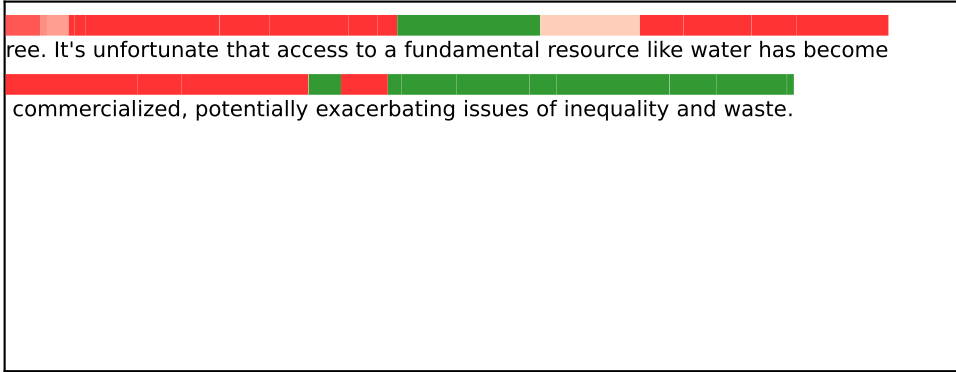 ree. It's unfortunate that access to a fundamental resource like water has become
commercialized, potentially exacerbating issues of inequality and waste.